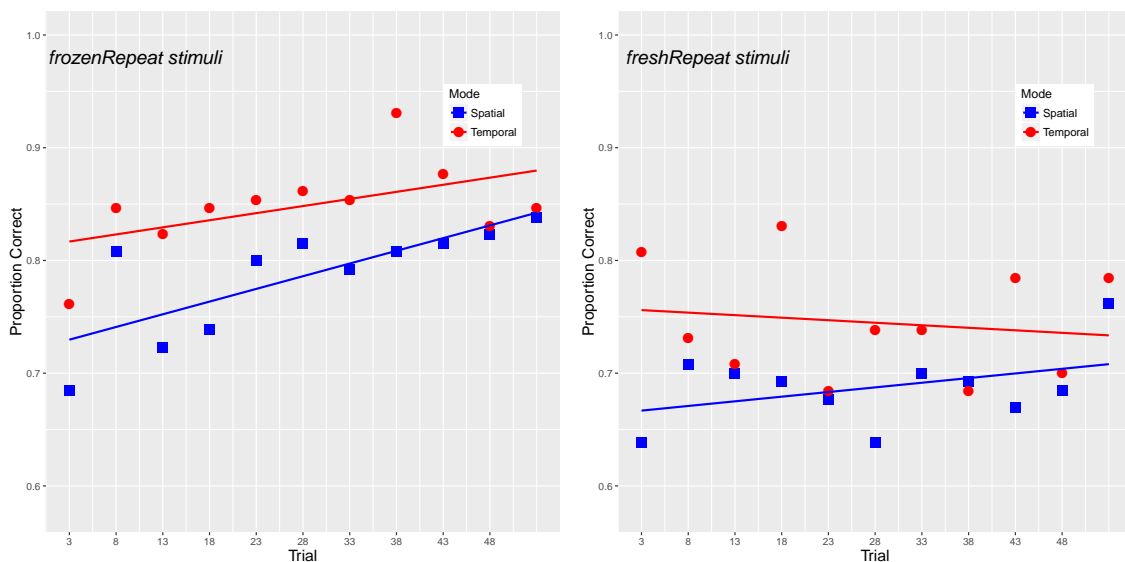 frozenRepeat stimuli
Mode
Spatial
Temporal
Proportion Correct
1.0
0.9
0.8
0.7
0.6
3 8 13 18 23 28 33 38 43 48
Trial
freshRepeat stimuli
Mode
Spatial
Temporal
Proportion Correct
1.0
0.9
0.8
0.7
0.6
3 8 13 18 23 28 33 38 43 48
Trial